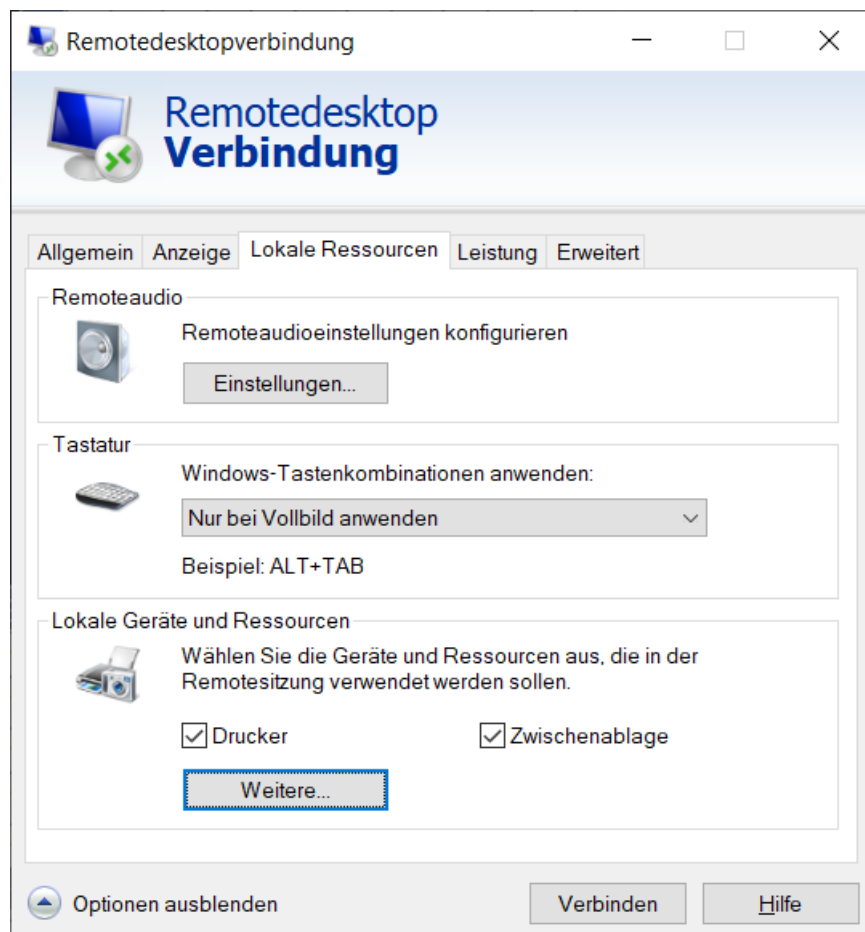 Remotedesktopverbindung
Remotedesktop
Verbindung
Allgemein Anzeige Lokale Ressourcen Leistung Erweitert
Remoteaudio
Remoteaudioeinstellungen konfigurieren
Einstellungen...
Tastatur
Windows-Tastenkombinationen anwenden:
Nur bei Vollbild anwenden
Beispiel: ALT+TAB
Lokale Geräte und Ressourcen
Wählen Sie die Geräte und Ressourcen aus, die in der
Remotesitzung verwendet werden sollen.
Drucker Zwischenablage
Weitere...
Optionen ausblenden Verbinden Hilfe